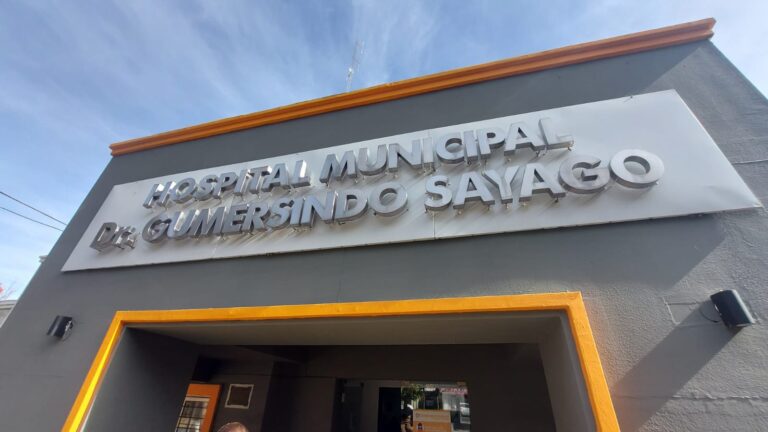 HOSPITAL MUNICIPAL
Dr. GUMERSINDO SAYAGO